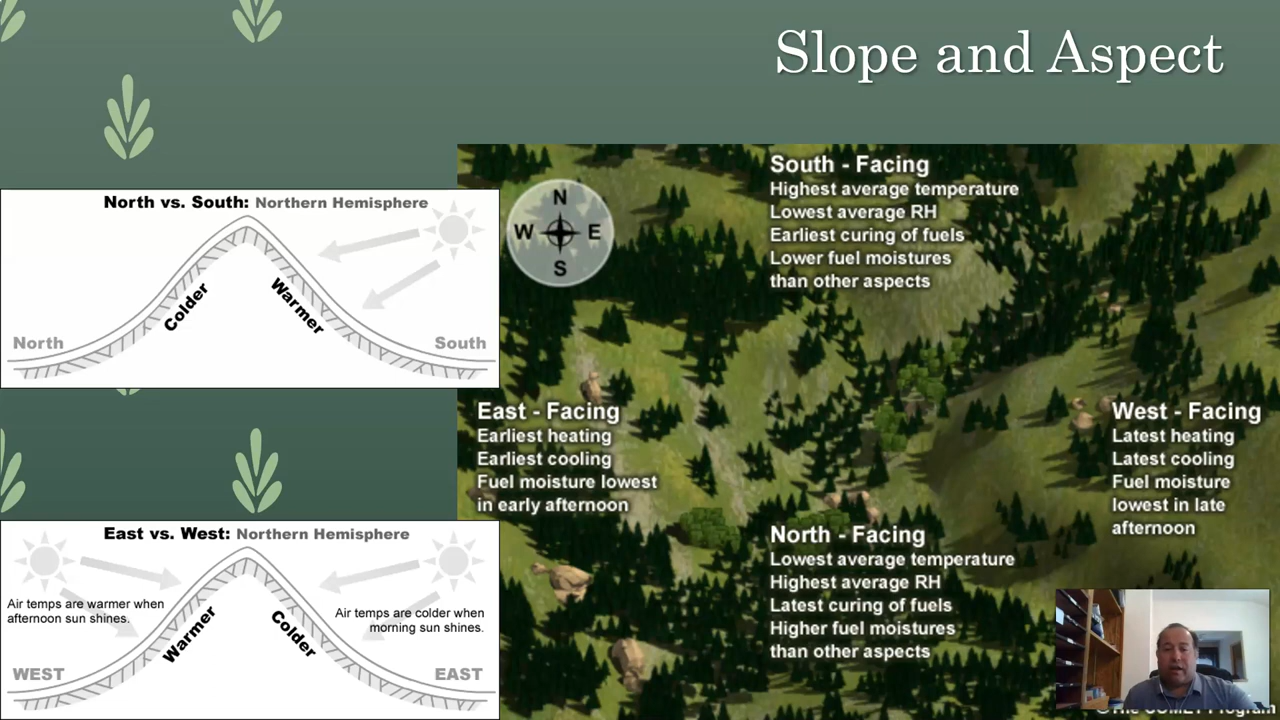 Slope and Aspect
North vs. South: Northern Hemisphere
Colder
Warmer
North
South
East vs. West: Northern Hemisphere
Air temps are warmer when
afternoon sun shines.
Air temps are colder when
morning sun shines.
Warmer
Colder
WEST
EAST
N
W
E
S
South - Facing
Highest average temperature
Lowest average RH
Earliest curing of fuels
Lower fuel moistures
than other aspects
East - Facing
Earliest heating
Earliest cooling
Fuel moisture lowest
in early afternoon
West - Facing
Latest heating
Latest cooling
Fuel moisture
lowest in late
afternoon
North - Facing
Lowest average temperature
Highest average RH
Latest curing of fuels
Higher fuel moistures
than other aspects
©The COMET Program